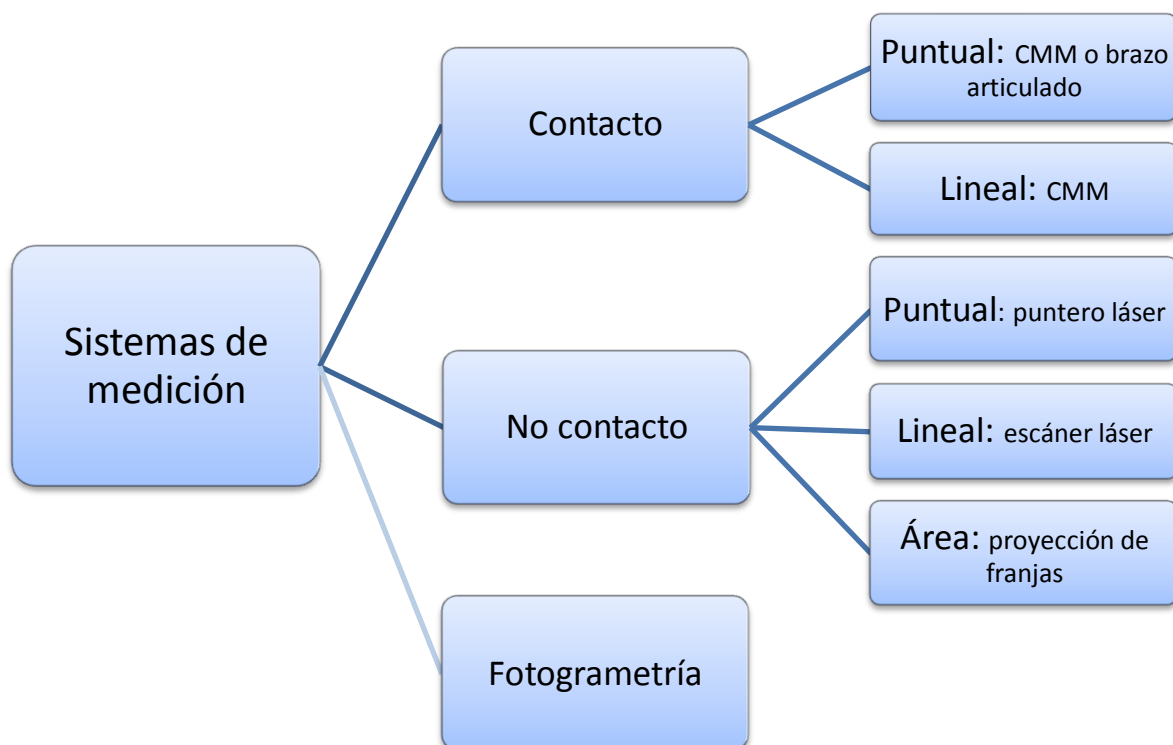 Sistemas de
medición
Contacto
Puntual: CMM o brazo
articulado
Lineal: CMM
No contacto
Puntual: puntero láser
Lineal: escáner láser
Área: proyección de
franjas
Fotogrametría